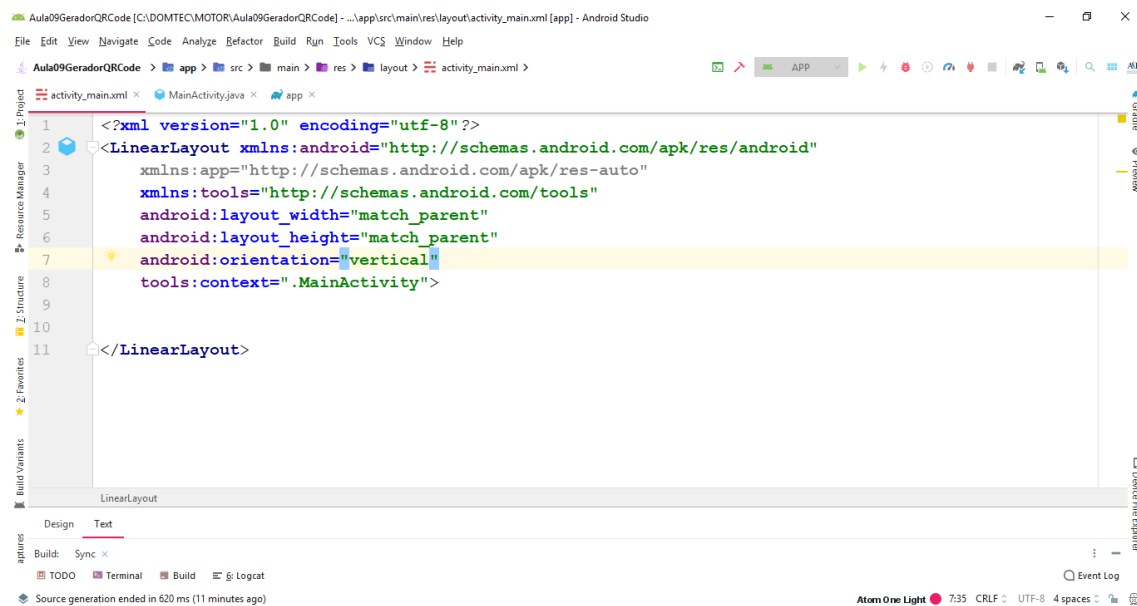 Aula09GeradorQRCode [C:\DOMTEC\MOTOR\Aula09GeradorQRCode] - ...\app\src\main\res\layout\activity_main.xml [app] - Android Studio
File Edit View Navigate Code Analyze Refactor Build Run Tools VCS Window Help
Aula09GeradorQRCode app src main res layout activity_main.xml APP
activity_main.xml MainActivity.java app
1: Project
Resource Manager
7: Structure
2: Favorites
Build Variants
1 <?xml version="1.0" encoding="utf-8"?>
2 <LinearLayout xmlns:android="http://schemas.android.com/apk/res/android"
3 xmlns:app="http://schemas.android.com/apk/res-auto"
4 xmlns:tools="http://schemas.android.com/tools"
5 android:layout_width="match_parent"
6 android:layout_height="match_parent"
7 android:orientation="vertical"
8 tools:context=".MainActivity">
9
10
11 </LinearLayout>
Gradle
Preview
Device File Explorer
LinearLayout
Design Text
Build: Sync
TODO Terminal Build 6: Logcat Event Log
Source generation ended in 620 ms (11 minutes ago) Atom One Light 7:35 CRLF UTF-8 4 spaces